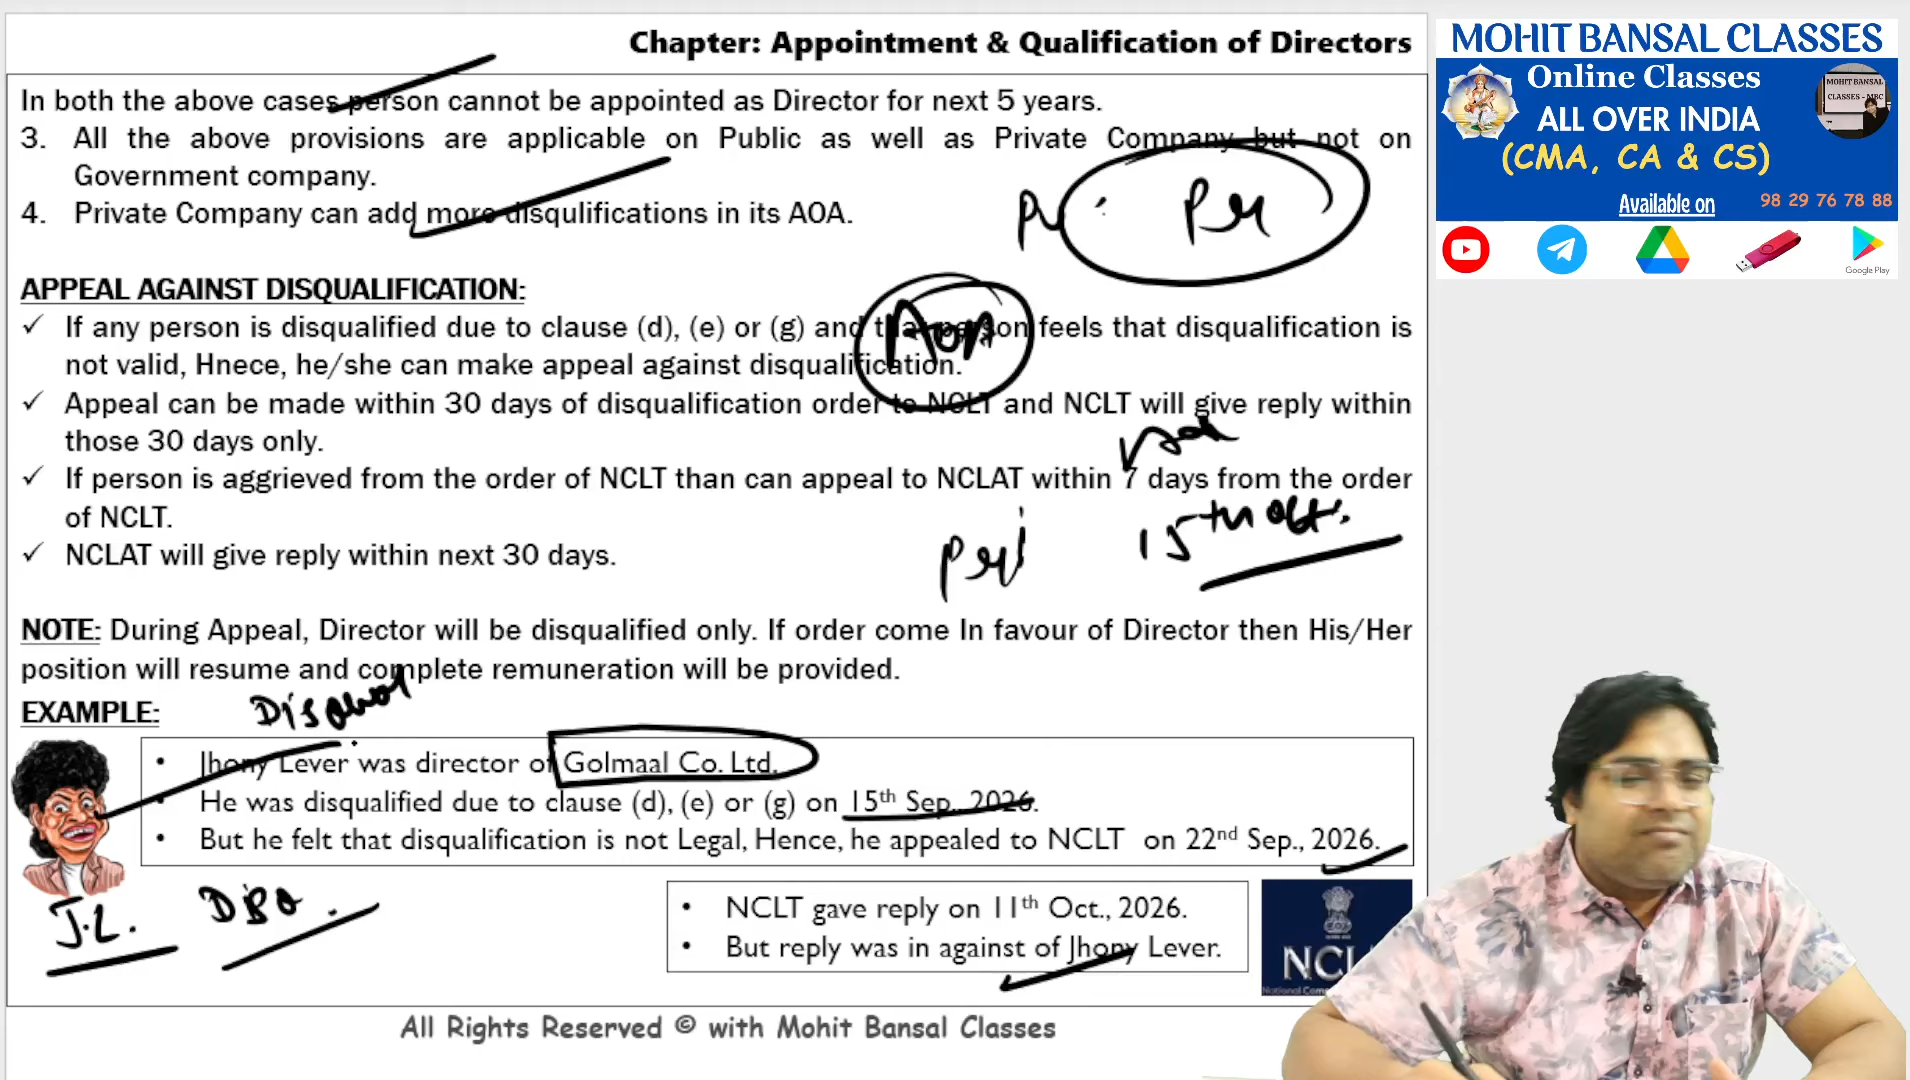 Chapter: Appointment & Qualification of Directors
In both the above cases person cannot be appointed as Director for next 5 years.
3. All the above provisions are applicable on Public as well as Private Company but not on
Government company.
4. Private Company can add more disqulifications in its AOA.
APPEAL AGAINST DISQUALIFICATION:
✓ If any person is disqualified due to clause (d), (e) or (g) and that person feels that disqualification is
not valid, Hnece, he/she can make appeal against disqualification.
✓ Appeal can be made within 30 days of disqualification order to NCLT and NCLT will give reply within
those 30 days only.
✓ If person is aggrieved from the order of NCLT than can appeal to NCLAT within 7 days from the order
of NCLT.
15th Oct.
✓ NCLAT will give reply within next 30 days.
NOTE: During Appeal, Director will be disqualified only. If order come In favour of Director then His/Her
position will resume and complete remuneration will be provided.
EXAMPLE:
• Jhony Lever was director of Golmaal Co. Ltd.
• He was disqualified due to clause (d), (e) or (g) on 15th Sep., 2026.
• But he felt that disqualification is not Legal, Hence, he appealed to NCLT on 22nd Sep., 2026.
J.L.
• NCLT gave reply on 11th Oct., 2026.
• But reply was in against of Jhony Lever.
All Rights Reserved © with Mohit Bansal Classes
MOHIT BANSAL CLASSES
Online Classes
ALL OVER INDIA
(CMA, CA & CS)
Available on 98 29 76 78 88
MOHIT BANSAL
CLASSES - MBC
Google Play